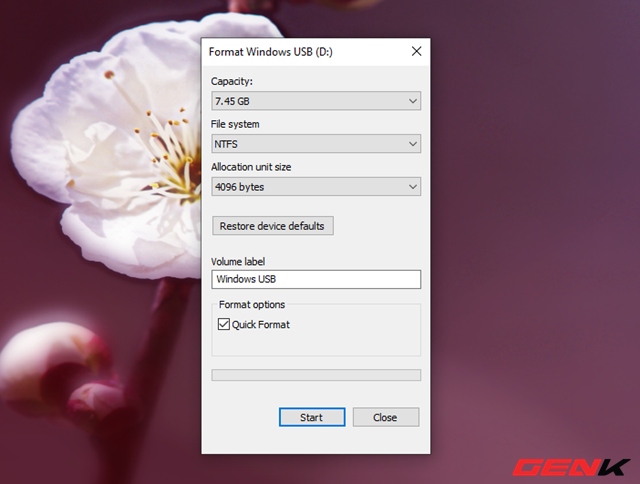 Format Windows USB (D:)
Capacity:
7.45 GB
File system
NTFS
Allocation unit size
4096 bytes
Restore device defaults
Volume label
Windows USB
Format options
Quick Format
Start
Close
GENK